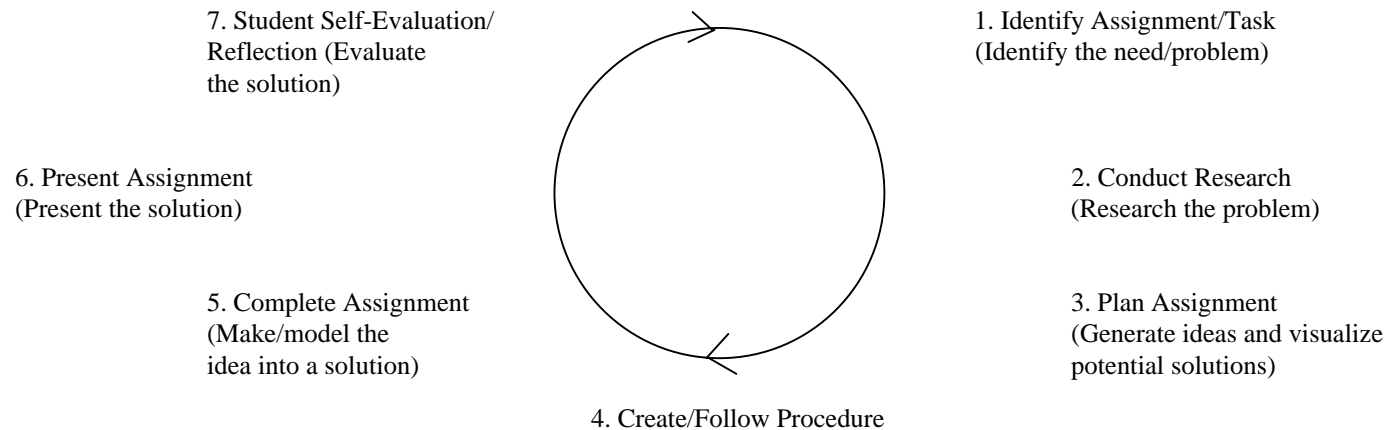 7. Student Self-Evaluation/
Reflection (Evaluate
the solution)
1. Identify Assignment/Task
(Identify the need/problem)
6. Present Assignment
(Present the solution)
2. Conduct Research
(Research the problem)
5. Complete Assignment
(Make/model the
idea into a solution)
3. Plan Assignment
(Generate ideas and visualize
potential solutions)
4. Create/Follow Procedure